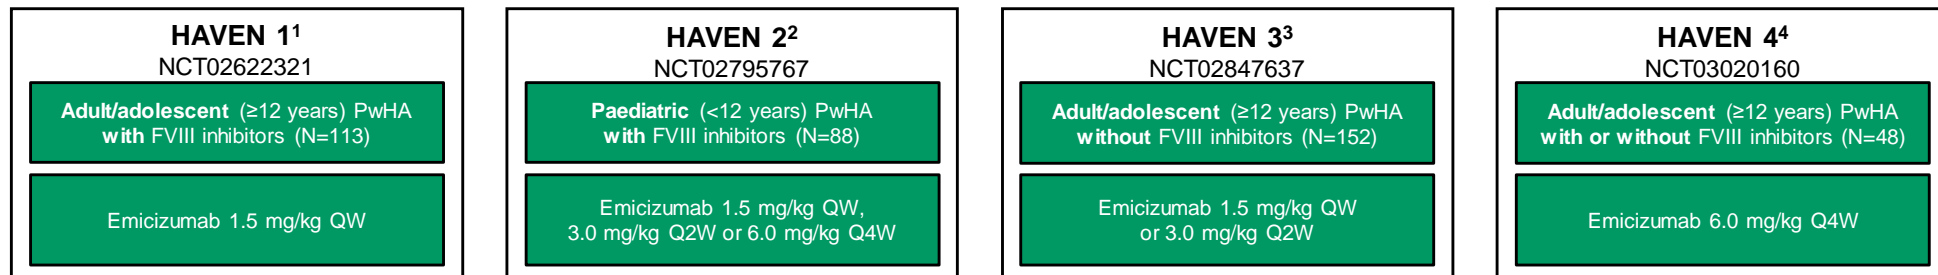 HAVEN 1¹
NCT02622321
Adult/adolescent (≥12 years) PwHA
with FVIII inhibitors (N=113)
Emicizumab 1.5 mg/kg QW
HAVEN 2²
NCT02795767
Paediatric (<12 years) PwHA
with FVIII inhibitors (N=88)
Emicizumab 1.5 mg/kg QW,
3.0 mg/kg Q2W or 6.0 mg/kg Q4W
HAVEN 3³
NCT02847637
Adult/adolescent (≥12 years) PwHA
without FVIII inhibitors (N=152)
Emicizumab 1.5 mg/kg QW
or 3.0 mg/kg Q2W
HAVEN 4⁴
NCT03020160
Adult/adolescent (≥12 years) PwHA
with or without FVIII inhibitors (N=48)
Emicizumab 6.0 mg/kg Q4W